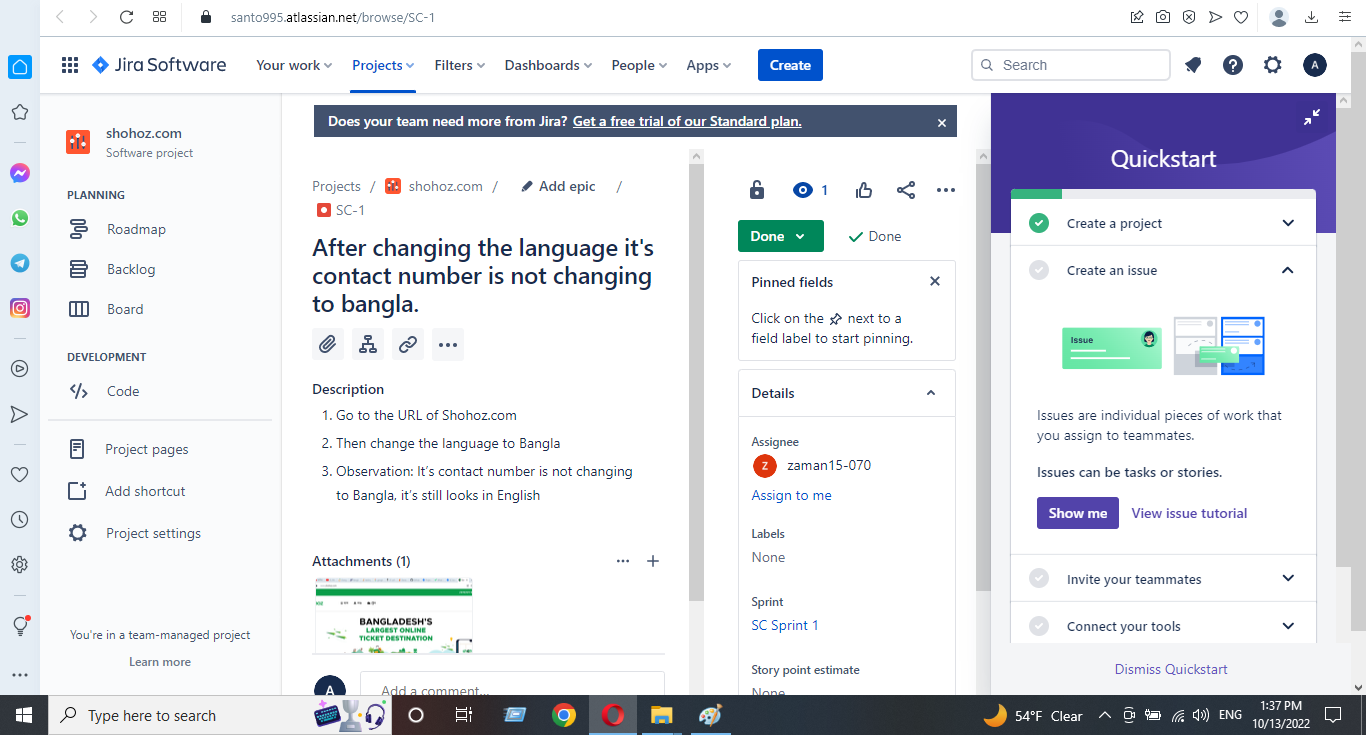 santo995.atlassian.net/browse/SC-1
Jira Software
Your work
Projects
Filters
Dashboards
People
Apps
Create
Search
A
shohoz.com
Software project
PLANNING
Roadmap
Backlog
Board
DEVELOPMENT
Code
Project pages
Add shortcut
Project settings
You're in a team-managed project
Learn more
Does your team need more from Jira? Get a free trial of our Standard plan.
Projects / shohoz.com / Add epic /
SC-1
After changing the language it's
contact number is not changing
to bangla.
Description
1. Go to the URL of Shohoz.com
2. Then change the language to Bangla
3. Observation: It's contact number is not changing
to Bangla, it's still looks in English
Attachments (1)
BANGLADESH'S
LARGEST ONLINE
TICKET DESTINATION
A
Add a comment...
1
Done
Done
Pinned fields
Click on the next to a
field label to start pinning.
Details
Assignee
Z zaman15-070
Assign to me
Labels
None
Sprint
SC Sprint 1
Story point estimate
None
Quickstart
Create a project
Create an issue
Issue
Issues are individual pieces of work that
you assign to teammates.
Issues can be tasks or stories.
Show me
View issue tutorial
Invite your teammates
Connect your tools
Dismiss Quickstart
Type here to search
54°F Clear
ENG
1:37 PM
10/13/2022